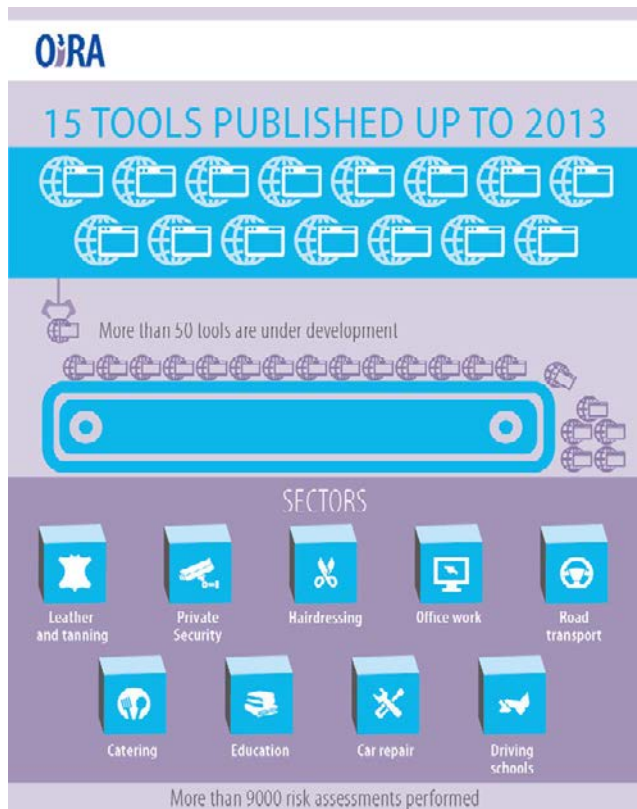 OiRA
15 TOOLS PUBLISHED UP TO 2013
More than 50 tools are under development
SECTORS
Leather
and tanning
Private
Security
Hairdressing
Office work
Road
transport
Catering
Education
Car repair
Driving
schools
More than 9000 risk assessments performed